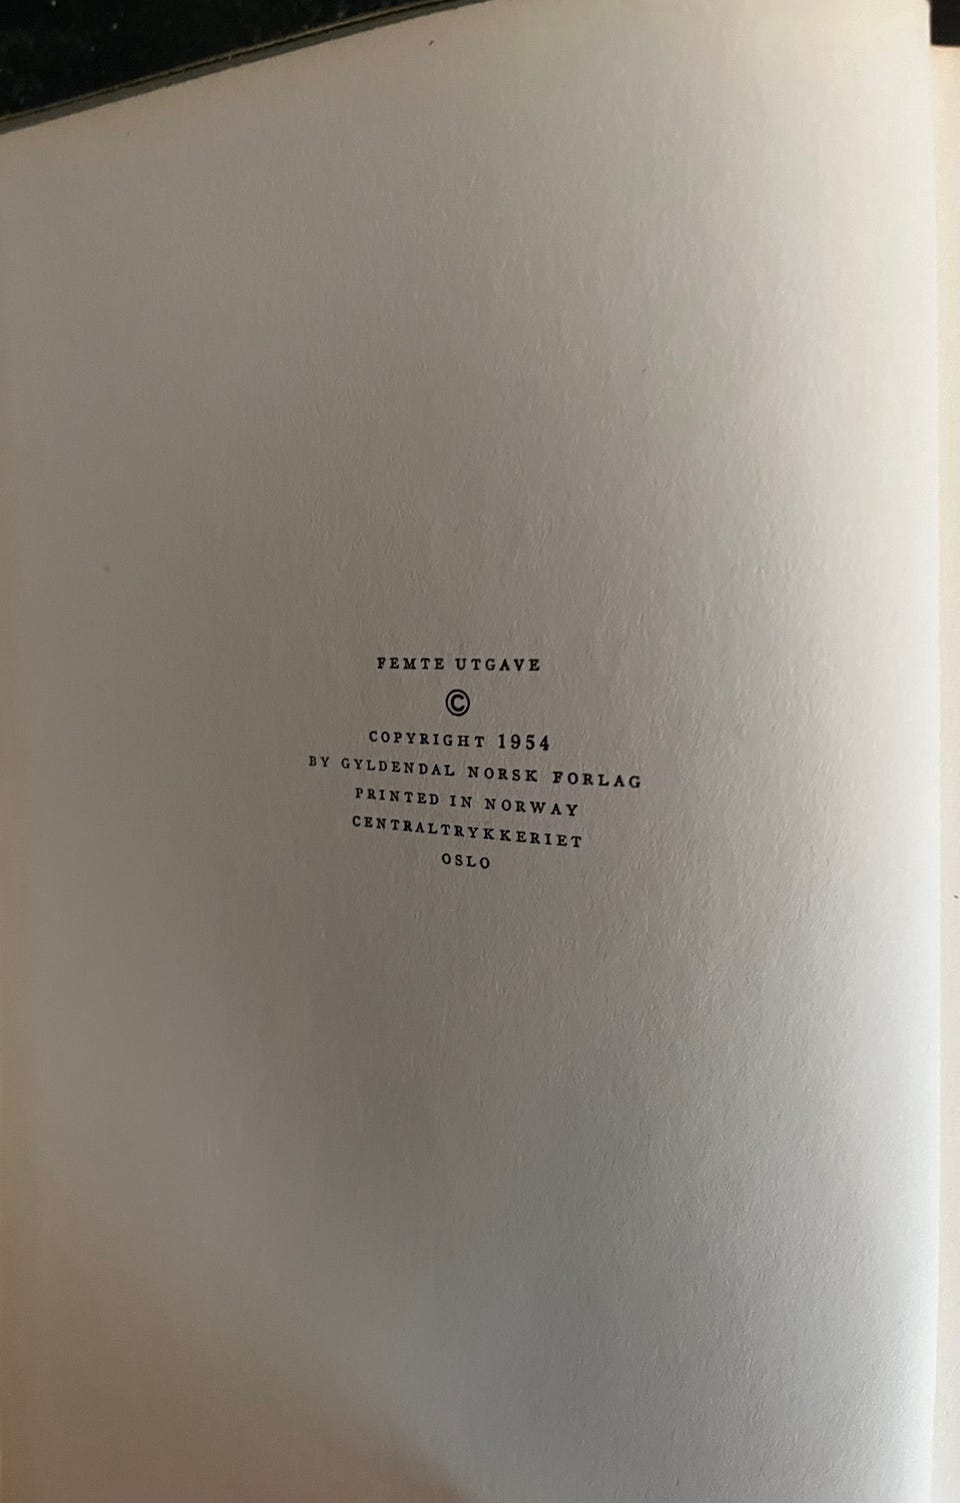 FEMTE UTGAVE
©
COPYRIGHT 1954
BY GYLDENDAL NORSK FORLAG
PRINTED IN NORWAY
CENTRALTRYKKERIET
OSLO